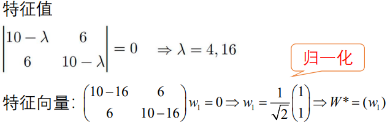 特征值
|10−λ 6; 6 10−λ| = 0 ⇒ λ = 4, 16
归一化
特征向量: (10−16 6; 6 10−16) w₁ = 0 ⇒ w₁ = 1/√2 (1; 1) ⇒ W* = (w₁)